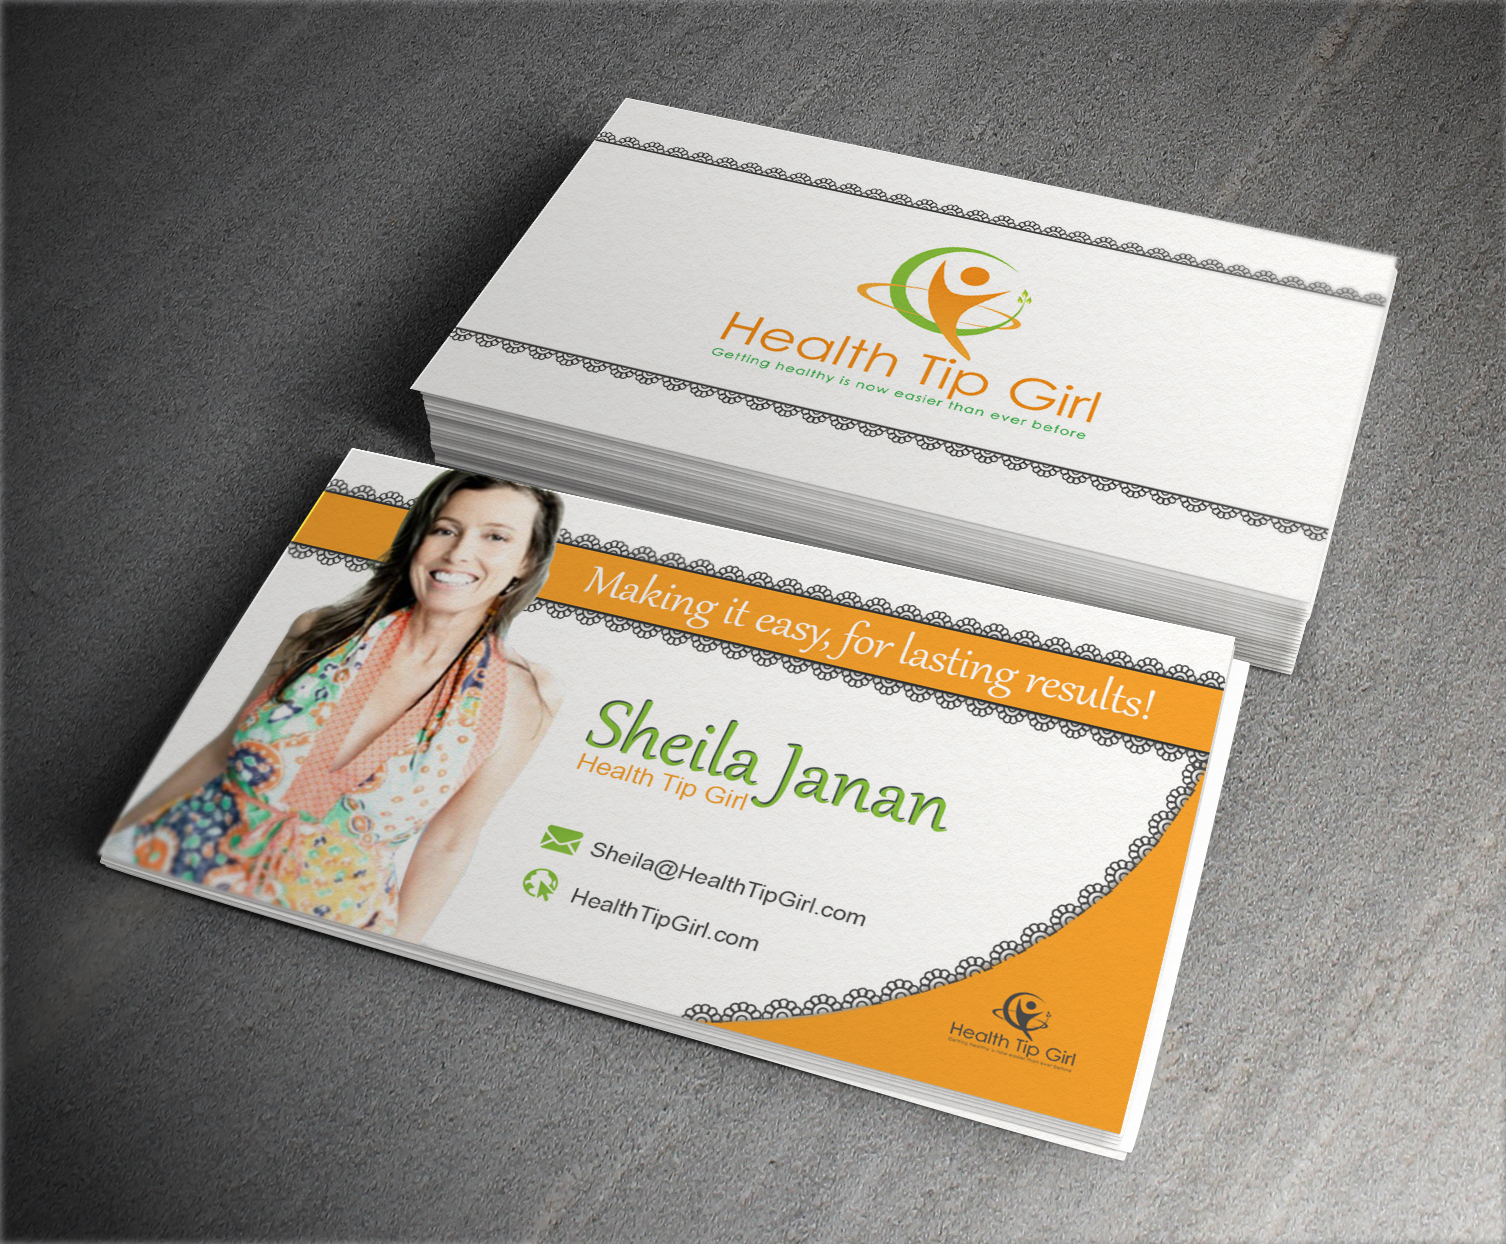 Health Tip Girl
Getting healthy is now easier than ever before
Making it easy, for lasting results!
Sheila Janan
Health Tip Girl
Sheila@HealthTipGirl.com
HealthTipGirl.com
Health Tip Girl
Getting healthy is now easier than ever before